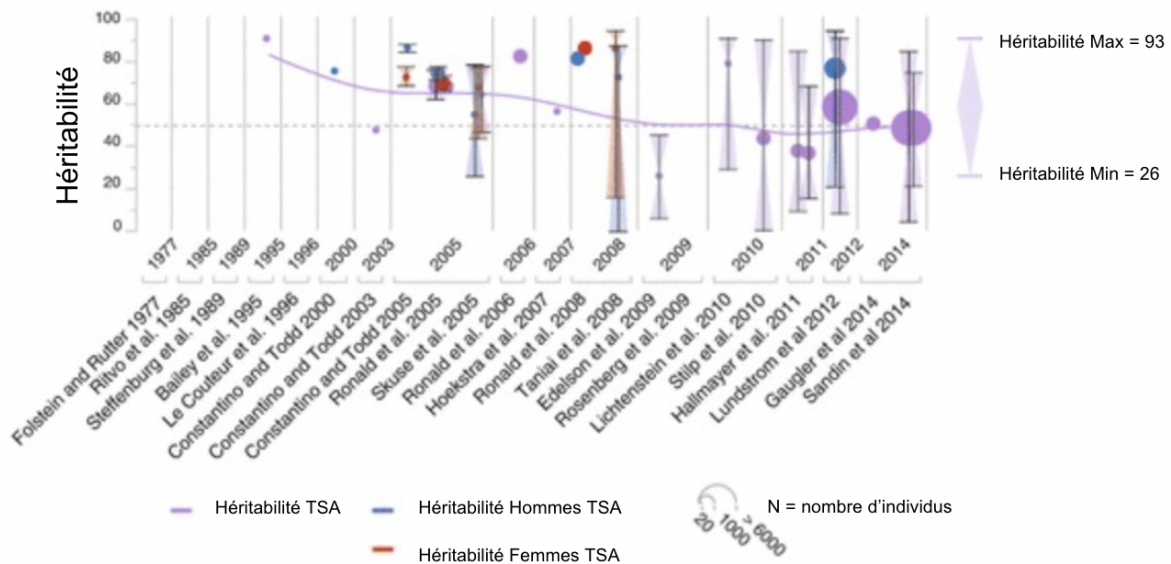 Héritabilité
100
80
60
40
20
0
Héritabilité Max = 93
Héritabilité Min = 26
1977
1985
1989
1995
1996
2000
2003
2005
2006
2007
2008
2009
2010
2011
2012
2014
Folstein and Rutter 1977
Ritvo et al. 1985
Steffenburg et al. 1989
Bailey et al. 1995
Le Couleur et al. 1996
Constantino and Todd 2000
Constantino and Todd 2003
Constantino and Todd 2005
Ronald et al. 2005
Skuse et al. 2005
Ronald et al. 2006
Hoekstra et al. 2007
Ronald et al. 2008
Taniai et al. 2008
Edelson et al. 2009
Rosenberg et al. 2009
Lichtenstein et al. 2010
Stilp et al. 2010
Hallmayer et al. 2011
Lundstrom et al. 2012
Gaugler et al 2014
Sandin et al 2014
Héritabilité TSA
Héritabilité Hommes TSA
Héritabilité Femmes TSA
20
1000
> 6000
N = nombre d'individus